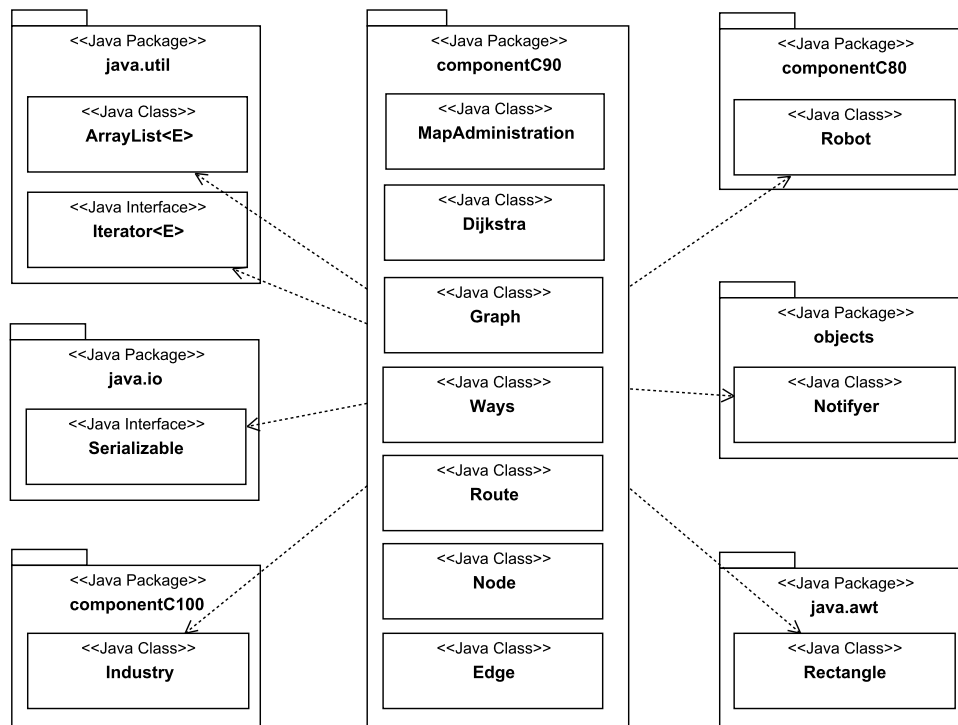 <<Java Package>>
java.util
<<Java Class>>
ArrayList<E>
<<Java Interface>>
Iterator<E>
<<Java Package>>
java.io
<<Java Interface>>
Serializable
<<Java Package>>
componentC100
<<Java Class>>
Industry
<<Java Package>>
componentC90
<<Java Class>>
MapAdministration
<<Java Class>>
Dijkstra
<<Java Class>>
Graph
<<Java Class>>
Ways
<<Java Class>>
Route
<<Java Class>>
Node
<<Java Class>>
Edge
<<Java Package>>
componentC80
<<Java Class>>
Robot
<<Java Package>>
objects
<<Java Class>>
Notifyer
<<Java Package>>
java.awt
<<Java Class>>
Rectangle